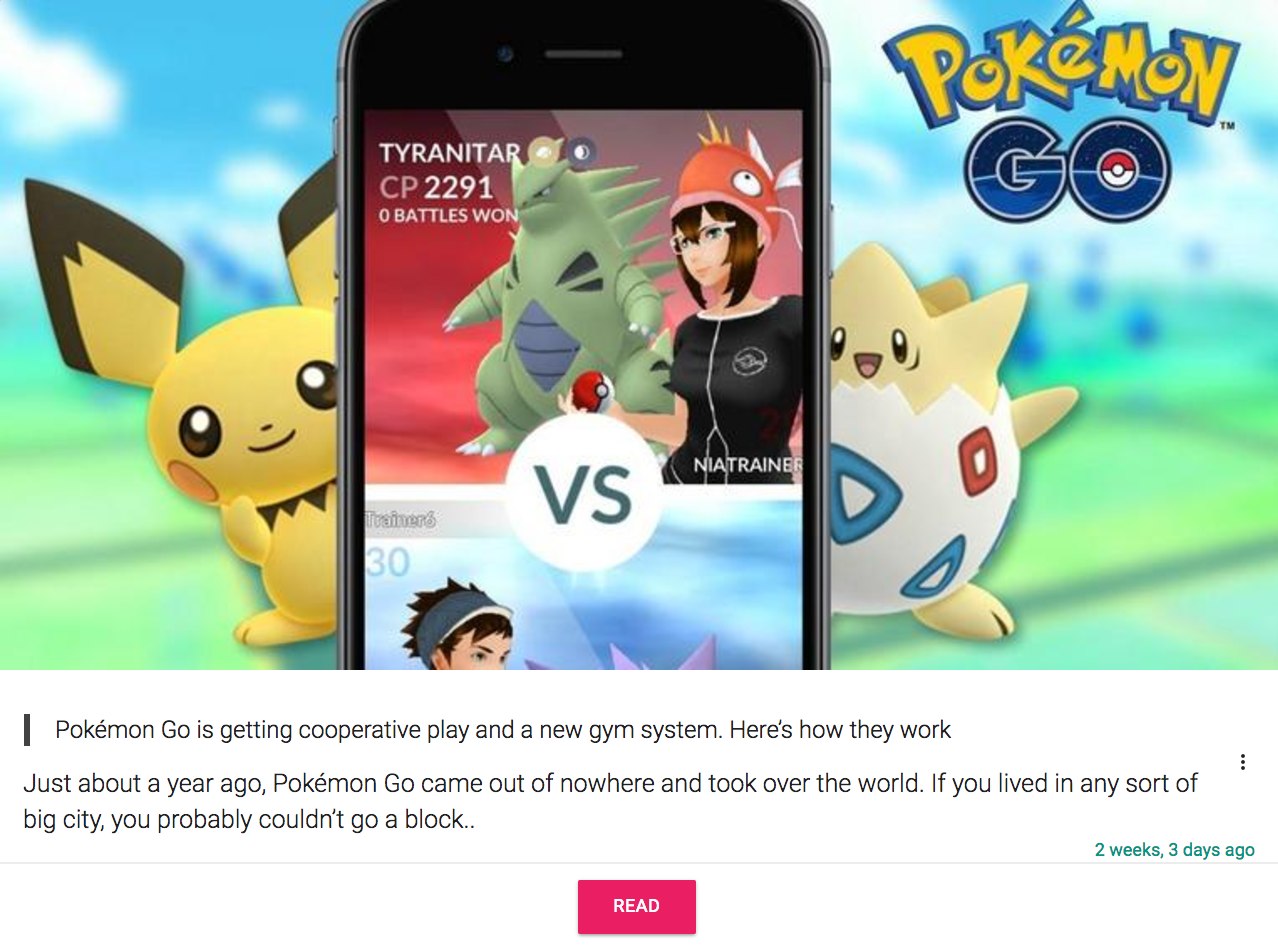 POKÉMON
TM
GO
TYRANITAR
CP 2291
0 BATTLES WON
NIATRAINER
VS
Trainer6
30
Pokémon Go is getting cooperative play and a new gym system. Here’s how they work
Just about a year ago, Pokémon Go came out of nowhere and took over the world. If you lived in any sort of
big city, you probably couldn’t go a block..
2 weeks, 3 days ago
READ